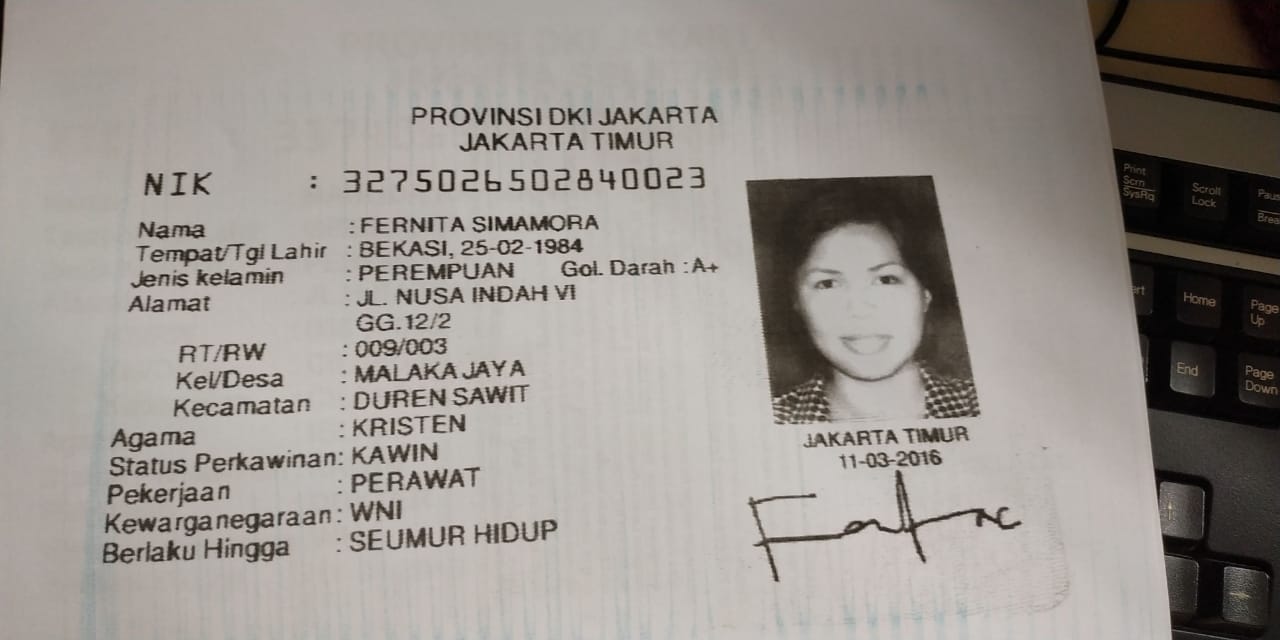 PROVINSI DKI JAKARTA
JAKARTA TIMUR
NIK : 3275026502840023
Nama : FERNITA SIMAMORA
Tempat/Tgl Lahir : BEKASI, 25-02-1984
Jenis kelamin : PEREMPUAN Gol. Darah : A+
Alamat : JL. NUSA INDAH VI
GG.12/2
RT/RW : 009/003
Kel/Desa : MALAKA JAYA
Kecamatan : DUREN SAWIT
Agama : KRISTEN
Status Perkawinan: KAWIN
Pekerjaan : PERAWAT
Kewarganegaraan: WNI
Berlaku Hingga : SEUMUR HIDUP
JAKARTA TIMUR
11-03-2016
Print
Scrn
SysRq
Scroll
Lock
Home
Page
Up
End
Page
Down